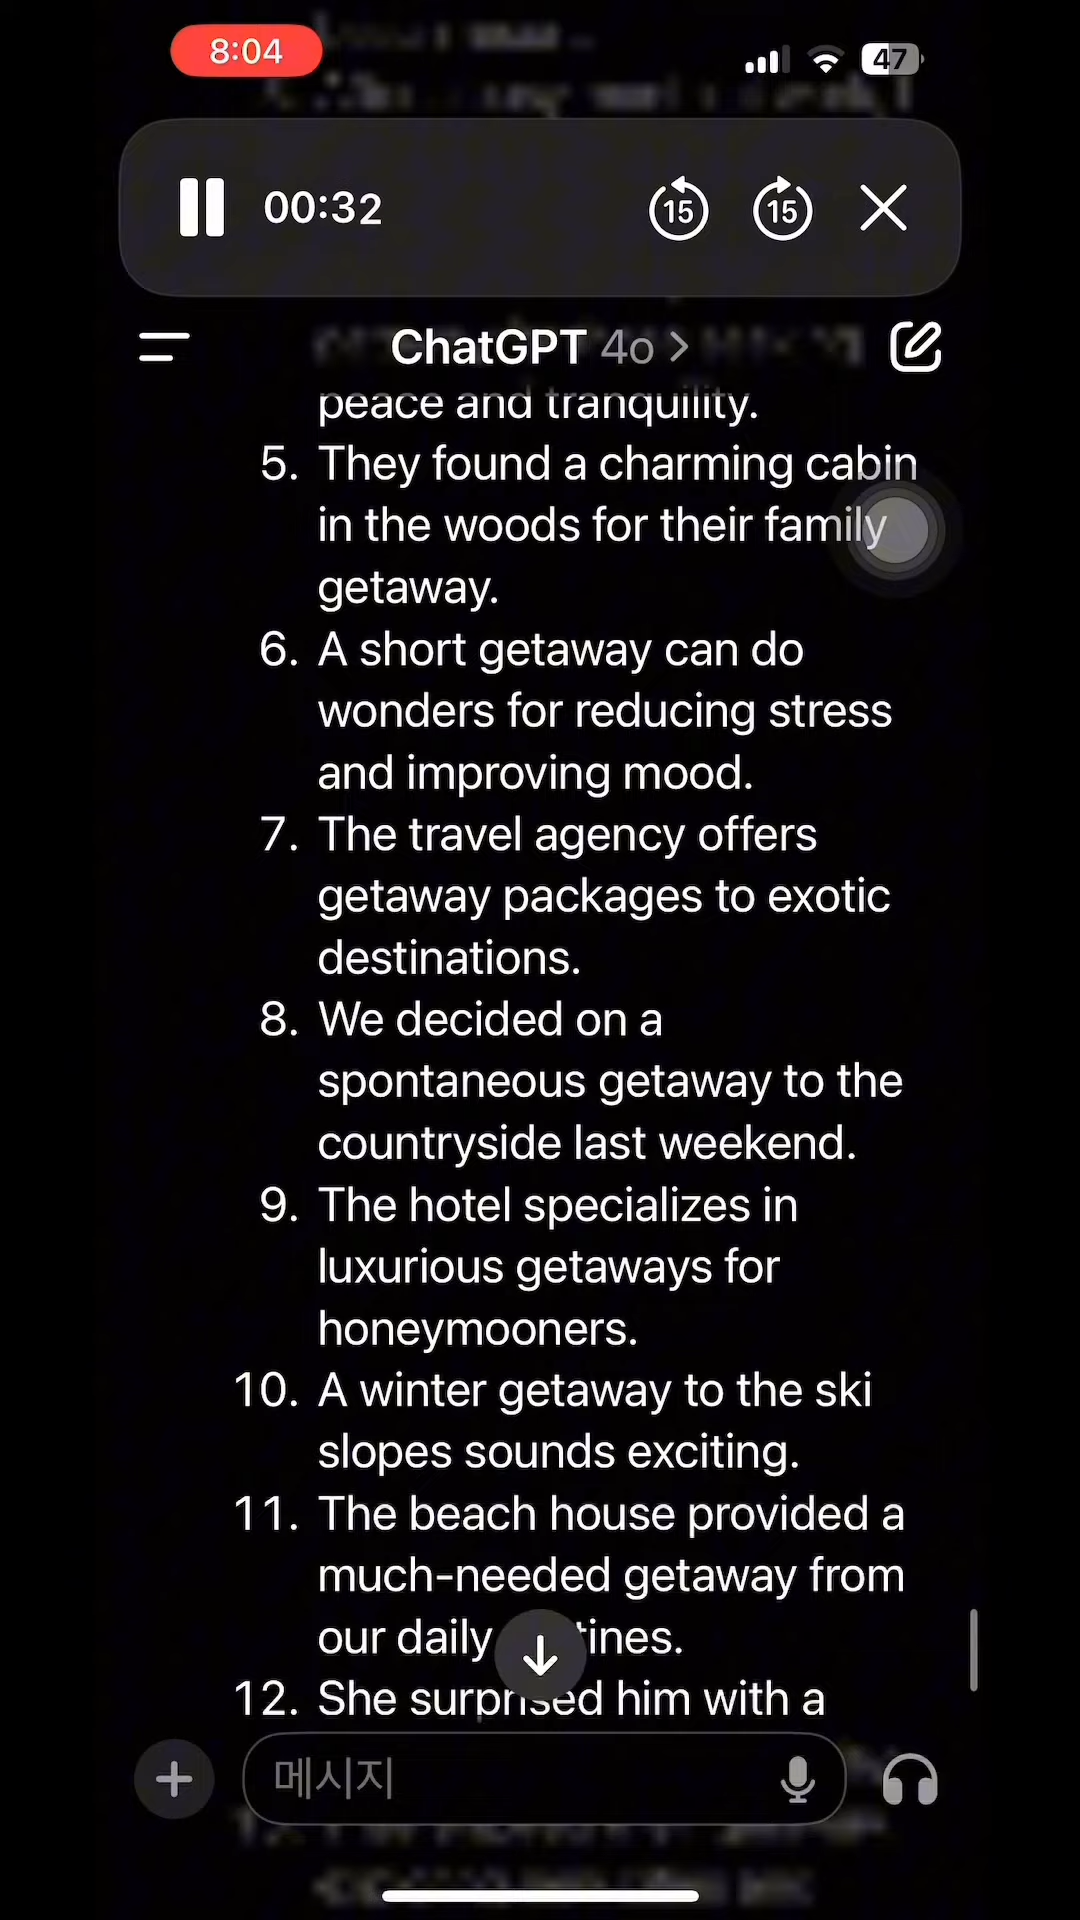 8:04
47
00:32
15
15
ChatGPT 4o
peace and tranquility.
5. They found a charming cabin
in the woods for their family
getaway.
6. A short getaway can do
wonders for reducing stress
and improving mood.
7. The travel agency offers
getaway packages to exotic
destinations.
8. We decided on a
spontaneous getaway to the
countryside last weekend.
9. The hotel specializes in
luxurious getaways for
honeymooners.
10. A winter getaway to the ski
slopes sounds exciting.
11. The beach house provided a
much-needed getaway from
our daily tines.
12. She surprised him with a
메시지